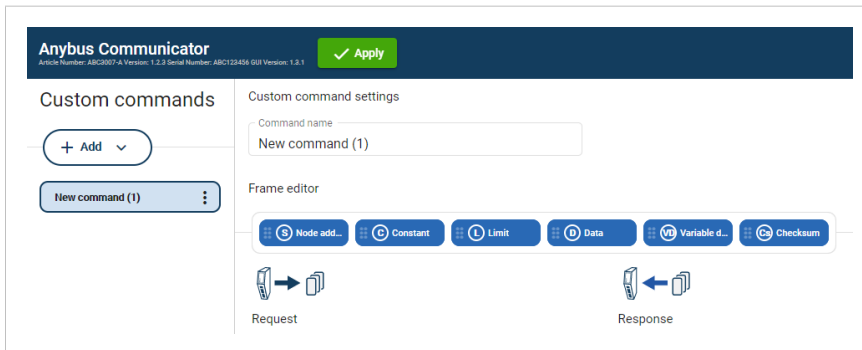 Anybus Communicator
Article Number: ABC3007-A Version: 1.2.3 Serial Number: ABC123456 GUI Version: 1.3.1
Apply
Custom commands
Add
New command (1)
Custom command settings
Command name
New command (1)
Frame editor
S Node add... C Constant L Limit D Data VD Variable d... Cs Checksum
Request Response